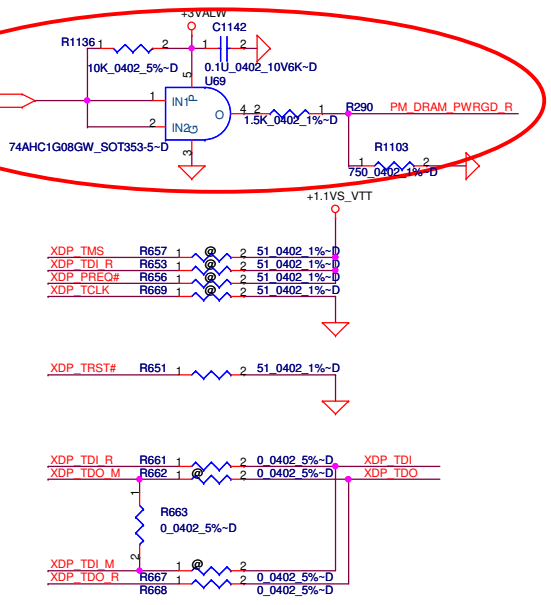 +3VALW
C1142
R1136 1 2 1 2
10K_0402_5%~D 0.1U_0402_10V6K~D
5 U69
1 IN1 P
O 4 2 1 R290 PM_DRAM_PWRGD_R
2 IN2 G 1.5K_0402_1%~D
74AHC1G08GW_SOT353-5~D 3
R1103
1 2
750_0402_1%~D
+1.1VS_VTT
XDP_TMS R657 1 @ 2 51_0402_1%~D
XDP_TDI_R R653 1 @ 2 51_0402_1%~D
XDP_PREQ# R656 1 @ 2 51_0402_1%~D
XDP_TCLK R669 1 @ 2 51_0402_1%~D
XDP_TRST# R651 1 2 51_0402_1%~D
XDP_TDI_R R661 1 2 0_0402_5%~D XDP_TDI
XDP_TDO_M R662 1 @ 2 0_0402_5%~D XDP_TDO
1
R663
0_0402_5%~D
2
XDP_TDI_M 1 @ 2
XDP_TDO_R R667 1 2 0_0402_5%~D
R668 0_0402_5%~D